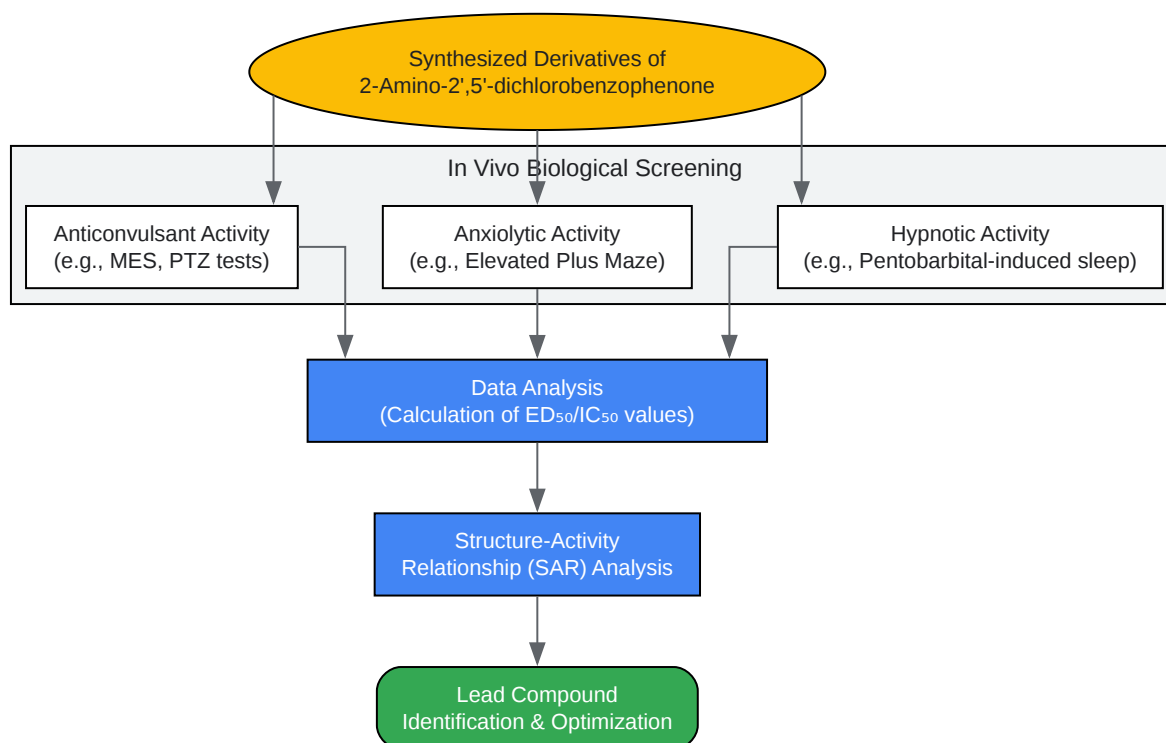 Synthesized Derivatives of
2-Amino-2',5'-dichlorobenzophenone
In Vivo Biological Screening
Anticonvulsant Activity
(e.g., MES, PTZ tests)
Anxiolytic Activity
(e.g., Elevated Plus Maze)
Hypnotic Activity
(e.g., Pentobarbital-induced sleep)
Data Analysis
(Calculation of ED₅₀/IC₅₀ values)
Structure-Activity
Relationship (SAR) Analysis
Lead Compound
Identification & Optimization